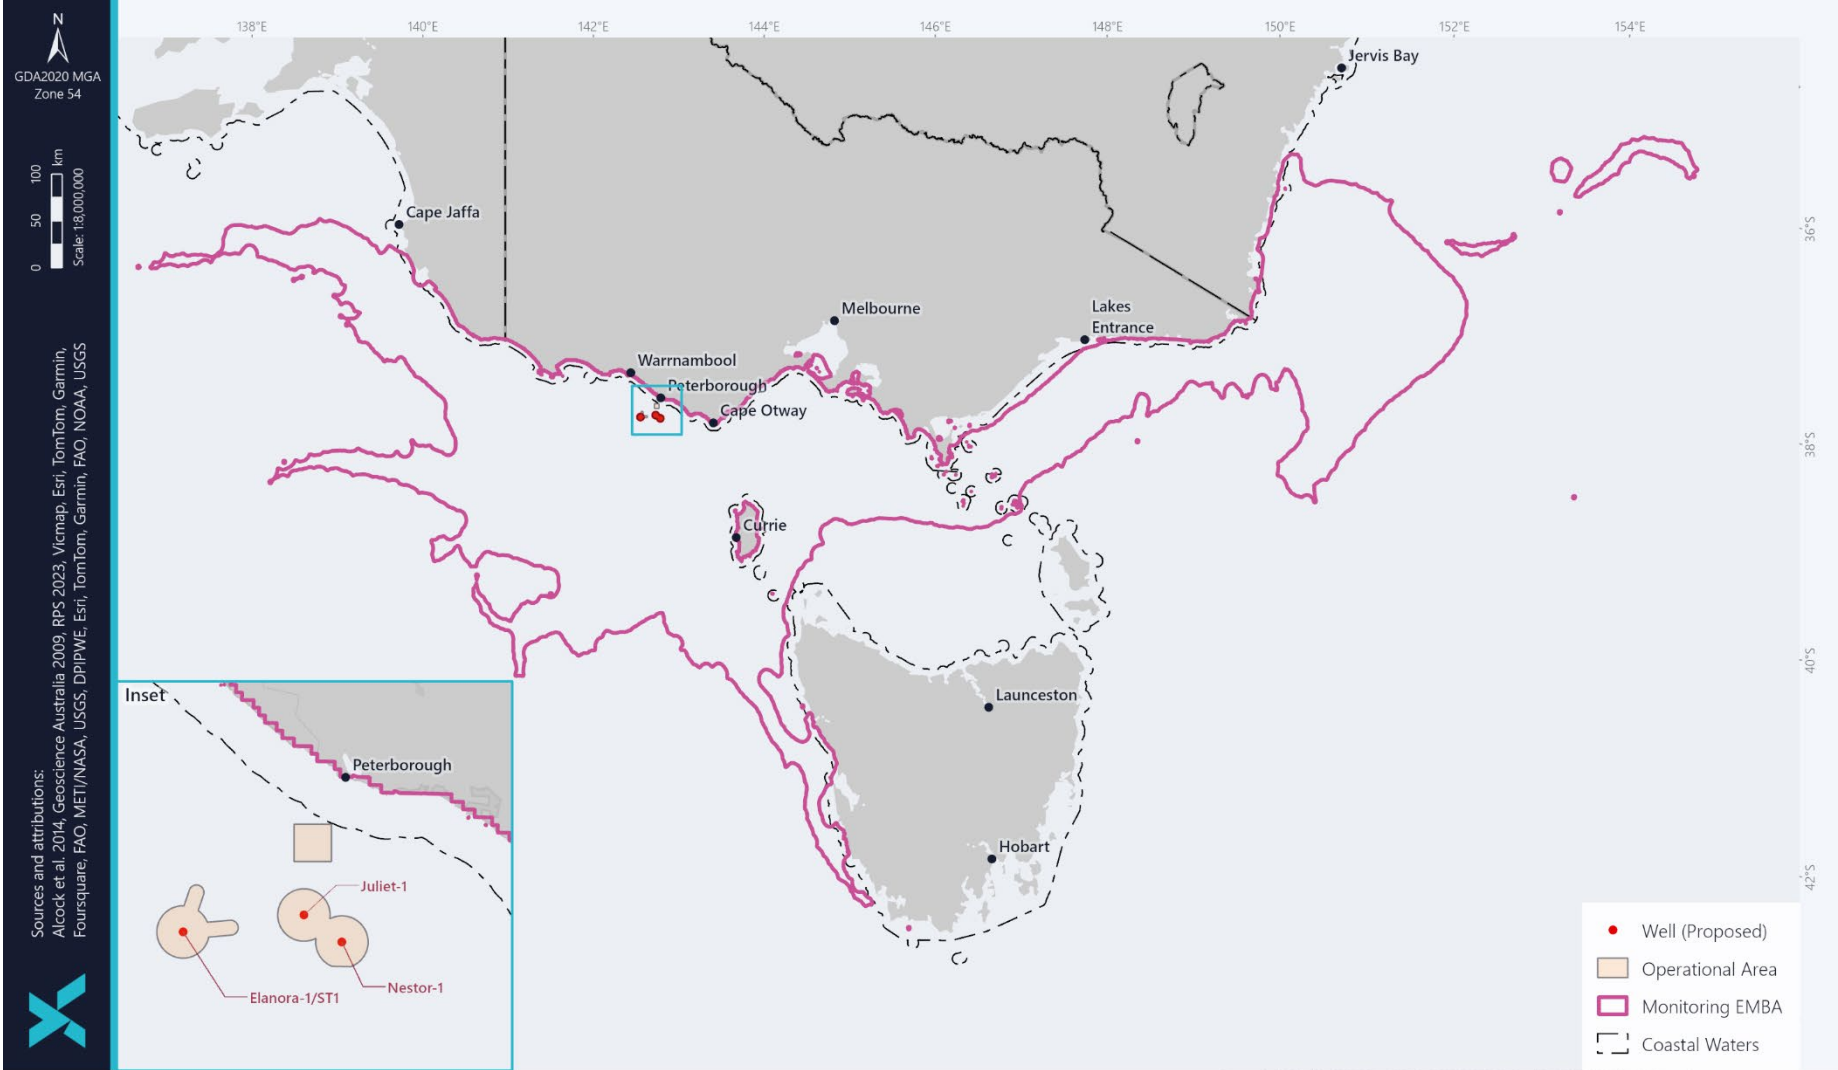 N
GDA2020 MGA
Zone 54
0 50 100 km
Scale: 1:8,000,000
Sources and attributions:
Alcock et al. 2014, Geoscience Australia 2009, RPS 2023, Vicmap, Esri, TomTom, Garmin,
Foursquare, FAO, METI/NASA, USGS, DPIPWE, Esri, TomTom, Garmin, FAO, NOAA, USGS
138°E 140°E 142°E 144°E 146°E 148°E 150°E 152°E 154°E
Jervis Bay
Cape Jaffa
36°S
Melbourne
Lakes
Entrance
Warrnambool
Peterborough
Cape Otway
38°S
Currie
40°S
Launceston
Hobart
42°S
Inset
Peterborough
Juliet-1
Nestor-1
Elanora-1/ST1
Well (Proposed)
Operational Area
Monitoring EMBA
Coastal Waters